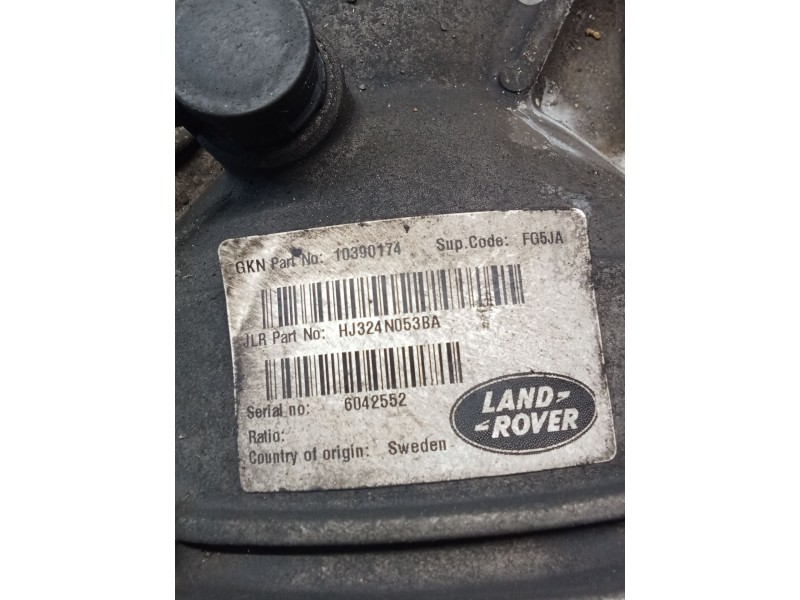 GKN Part No: 10390174 Sup.Code: FG5JA
JLR Part No: HJ324N053BA
Serial no: 6042552
Ratio:
Country of origin: Sweden
LAND-
-ROVER